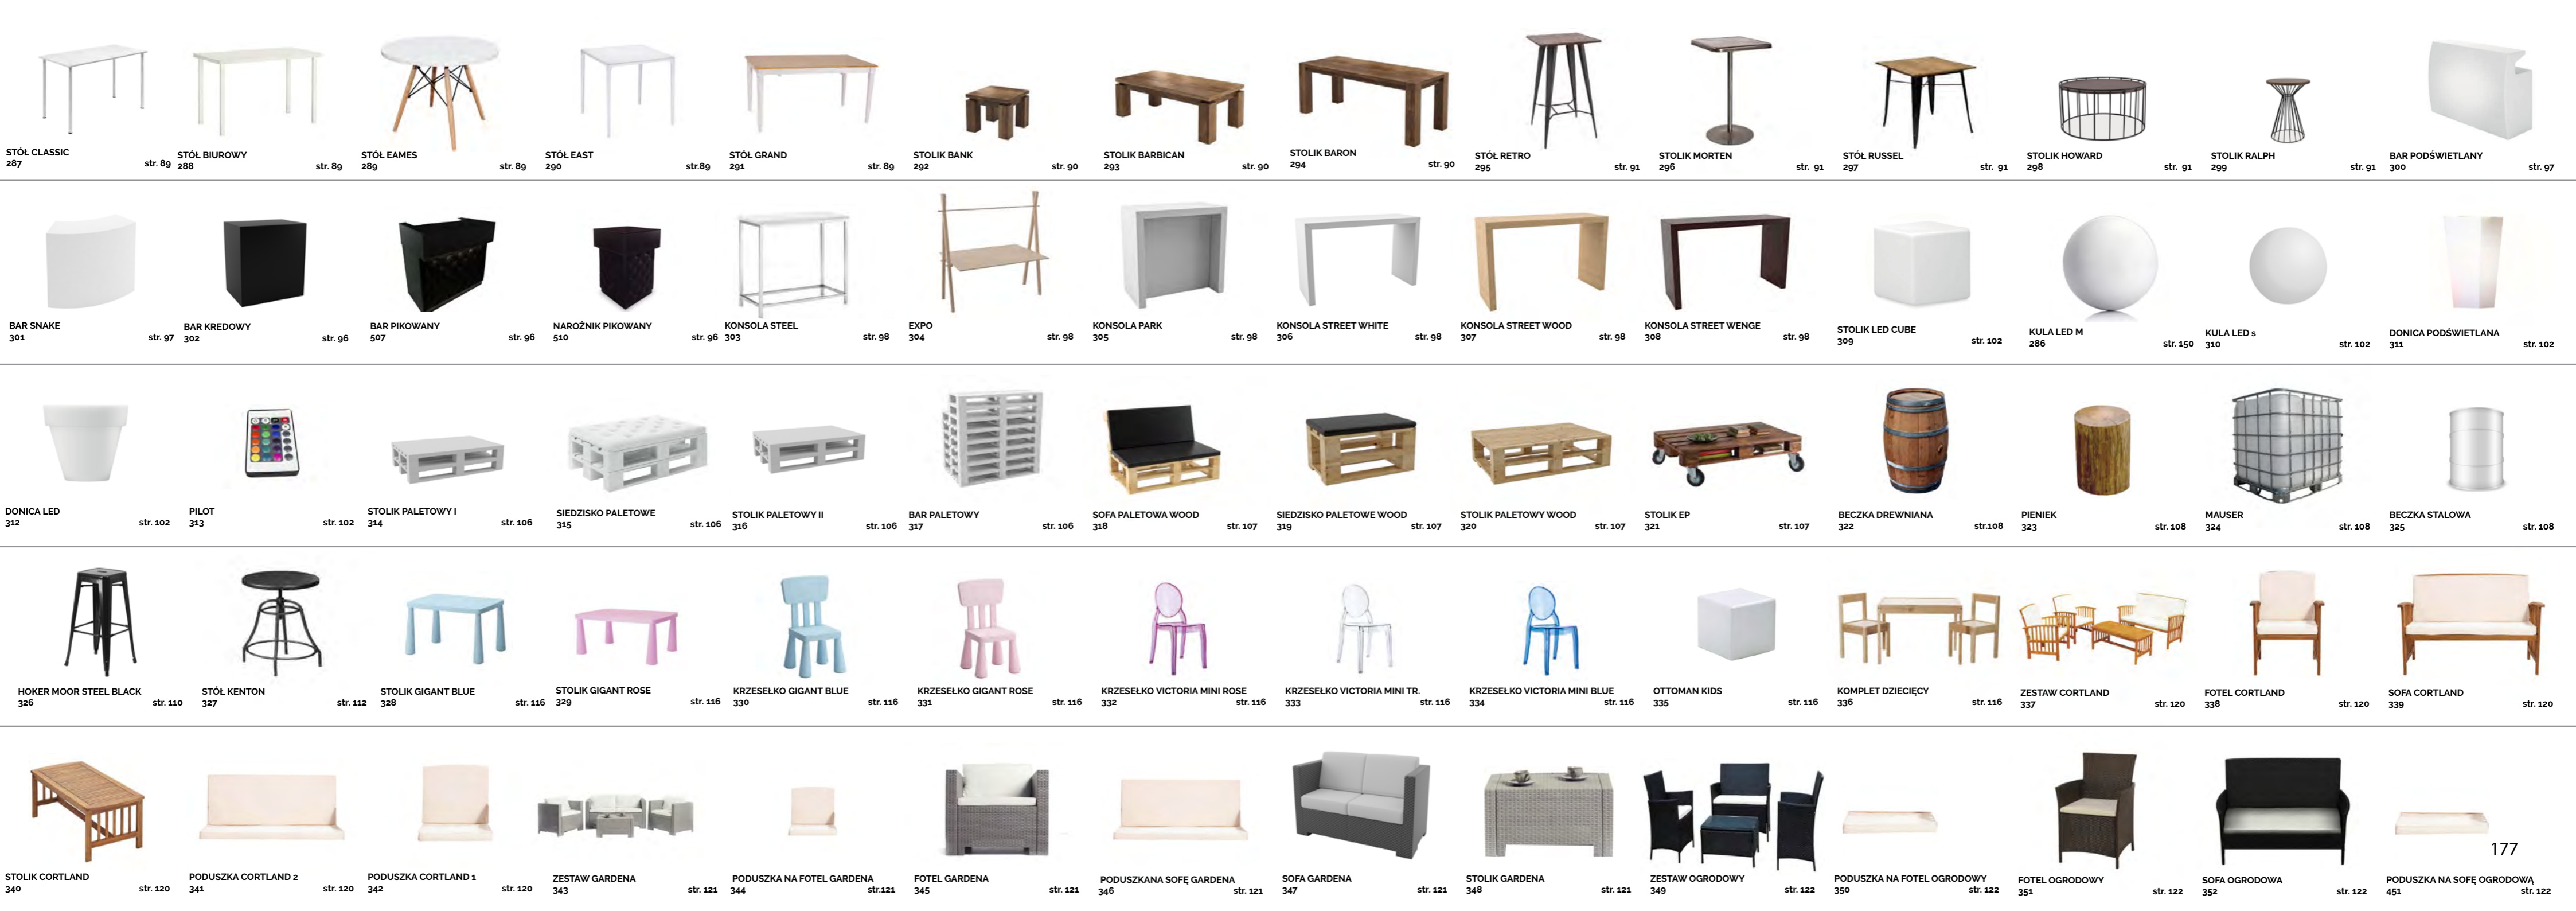 STÓŁ CLASSIC
287 str. 89
STÓŁ BIUROWY
288 str. 89
STÓŁ EAMES
289 str. 89
STÓŁ EAST
290 str.89
STÓŁ GRAND
291 str. 89
STOLIK BANK
292 str. 90
STOLIK BARBICAN
293 str. 90
STOLIK BARON
294 str. 90
STÓŁ RETRO
295 str. 91
STOLIK MORTEN
296 str. 91
STÓŁ RUSSEL
297 str. 91
STOLIK HOWARD
298 str. 91
STOLIK RALPH
299 str. 91
BAR PODŚWIETLANY
300 str. 97
BAR SNAKE
301 str. 97
BAR KREDOWY
302 str. 96
BAR PIKOWANY
507 str. 96
NAROŻNIK PIKOWANY
510 str. 96
KONSOLA STEEL
303 str. 98
EXPO
304 str. 98
KONSOLA PARK
305 str. 98
KONSOLA STREET WHITE
306 str. 98
KONSOLA STREET WOOD
307 str. 98
KONSOLA STREET WENGE
308 str. 98
STOLIK LED CUBE
309 str. 102
KULA LED M
286 str. 150
KULA LED s
310 str. 102
DONICA PODŚWIETLANA
311 str. 102
DONICA LED
312 str. 102
PILOT
313 str. 102
STOLIK PALETOWY I
314 str. 106
SIEDZISKO PALETOWE
315 str. 106
STOLIK PALETOWY II
316 str. 106
BAR PALETOWY
317 str. 106
SOFA PALETOWA WOOD
318 str. 107
SIEDZISKO PALETOWE WOOD
319 str. 107
STOLIK PALETOWY WOOD
320 str. 107
STOLIK EP
321 str. 107
BECZKA DREWNIANA
322 str.108
PIENIEK
323 str. 108
MAUSER
324 str. 108
BECZKA STALOWA
325 str. 108
HOKER MOOR STEEL BLACK
326 str. 110
STÓŁ KENTON
327 str. 112
STOLIK GIGANT BLUE
328 str. 116
STOLIK GIGANT ROSE
329 str. 116
KRZESEŁKO GIGANT BLUE
330 str. 116
KRZESEŁKO GIGANT ROSE
331 str. 116
KRZESEŁKO VICTORIA MINI ROSE
332 str. 116
KRZESEŁKO VICTORIA MINI TR.
333 str. 116
KRZESEŁKO VICTORIA MINI BLUE
334 str. 116
OTTOMAN KIDS
335 str. 116
KOMPLET DZIECIĘCY
336 str. 116
ZESTAW CORTLAND
337 str. 120
FOTEL CORTLAND
338 str. 120
SOFA CORTLAND
339 str. 120
STOLIK CORTLAND
340 str. 120
PODUSZKA CORTLAND 2
341 str. 120
PODUSZKA CORTLAND 1
342 str. 120
ZESTAW GARDENA
343 str. 121
PODUSZKA NA FOTEL GARDENA
344 str.121
FOTEL GARDENA
345 str. 121
PODUSZKANA SOFĘ GARDENA
346 str. 121
SOFA GARDENA
347 str. 121
STOLIK GARDENA
348 str. 121
ZESTAW OGRODOWY
349 str. 122
PODUSZKA NA FOTEL OGRODOWY
350 str. 122
FOTEL OGRODOWY
351 str. 122
SOFA OGRODOWA
352 str. 122
PODUSZKA NA SOFĘ OGRODOWĄ
451 str. 122
177